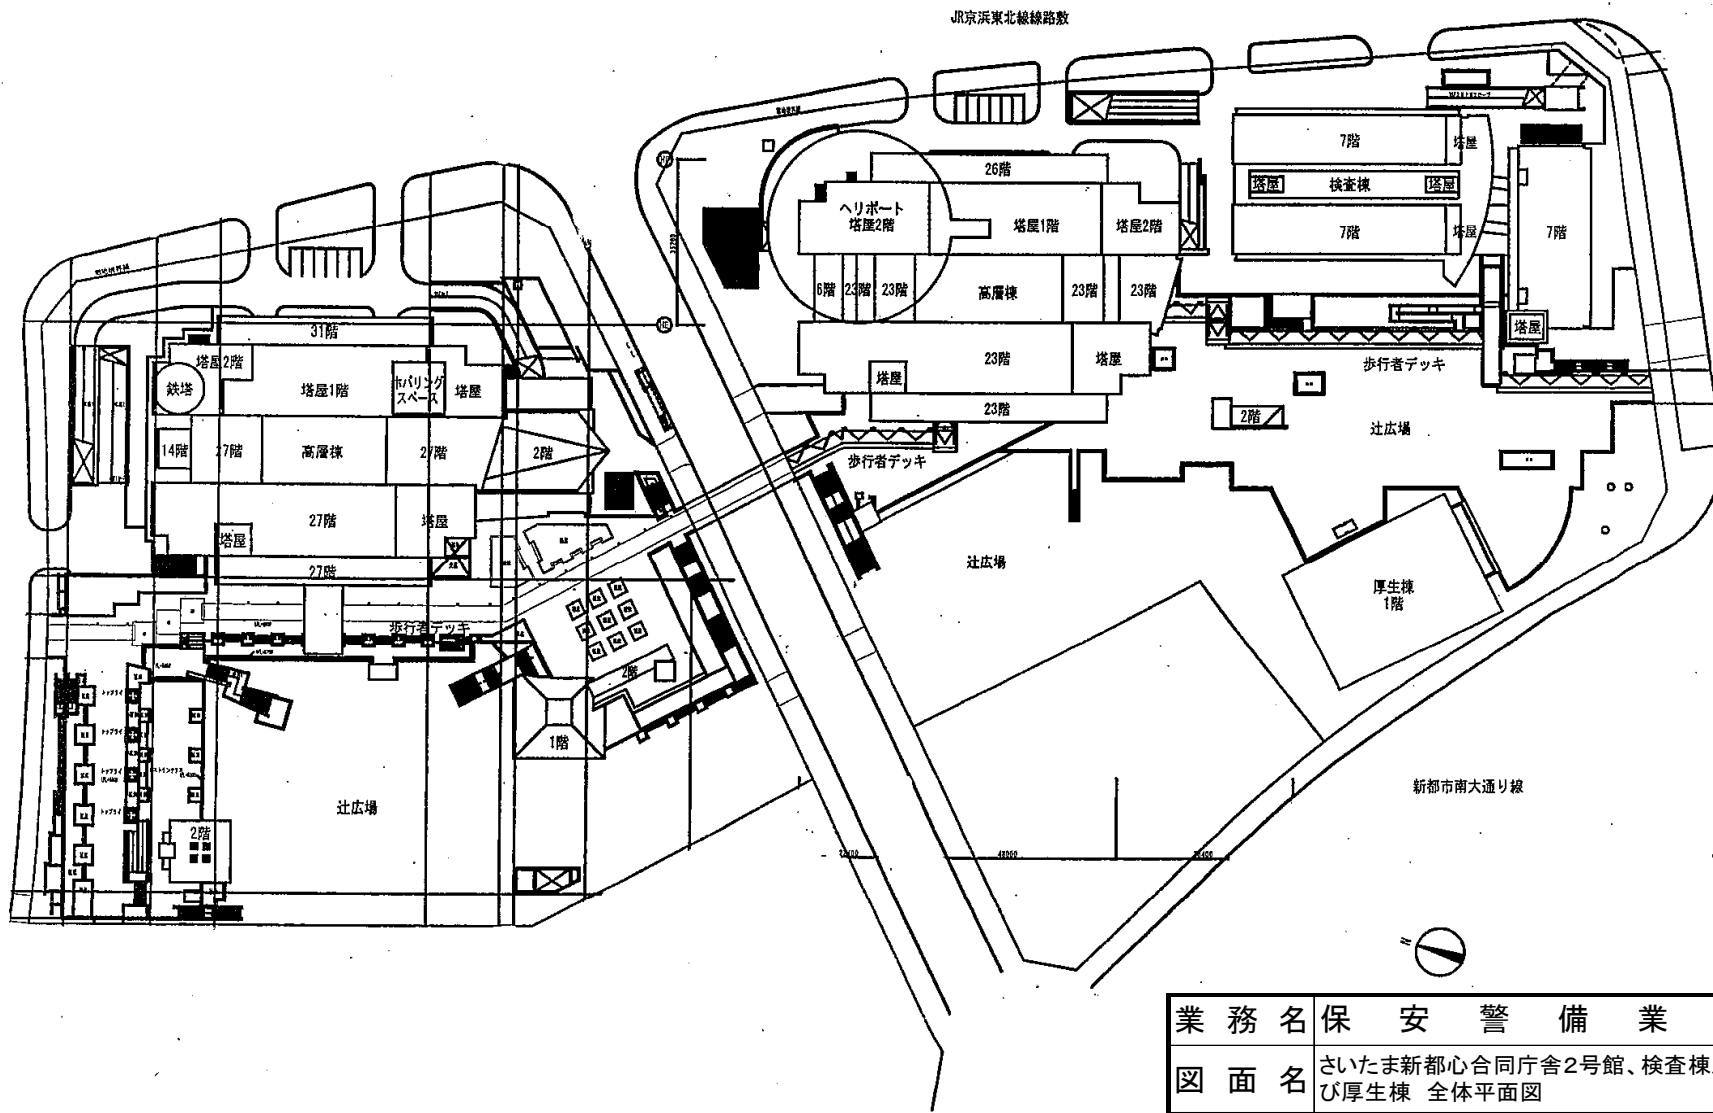 JR京浜東北線線路敷
26階
ヘリポート
塔屋2階
塔屋1階
塔屋2階
6階
23階
23階
高層棟
23階
23階
23階
塔屋
塔屋
23階
7階
塔屋
塔屋
検査棟
塔屋
7階
塔屋
7階
塔屋
歩行者デッキ
2階
辻広場
歩行者デッキ
辻広場
厚生棟
1階
新都市南大通り線
31階
塔屋2階
鉄塔
塔屋1階
ホバリング
スペース
塔屋
14階
27階
高層棟
27階
2階
27階
塔屋
塔屋
27階
歩行者デッキ
2階
1階
辻広場
2階
48000
N
業務名
保安警備業
図面名
さいたま新都心合同庁舎2号館、検査棟
び厚生棟 全体平面図